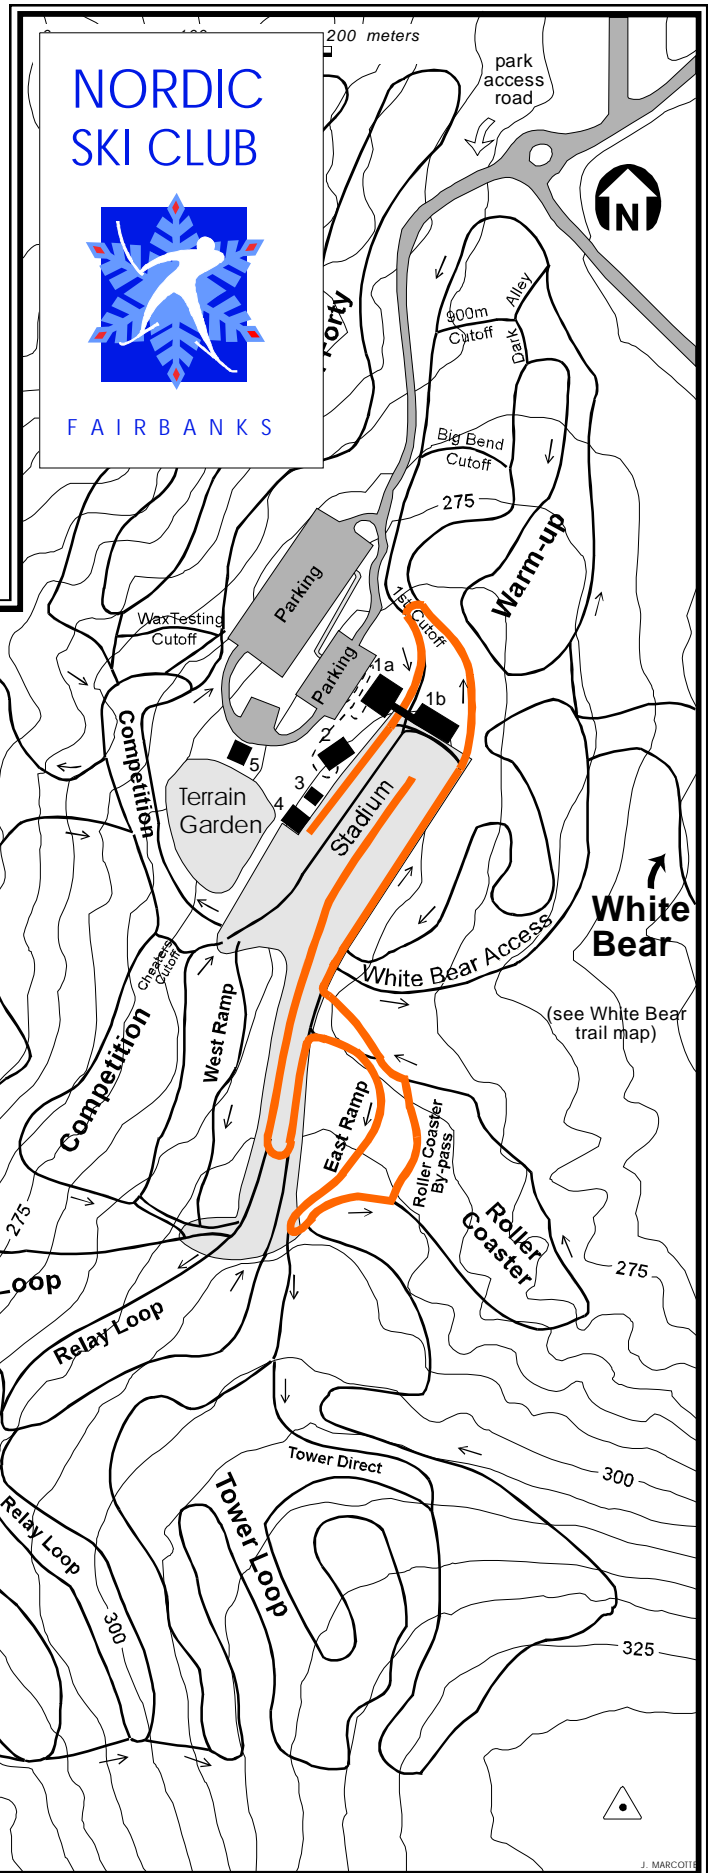 200 meters
NORDIC
SKI CLUB
FAIRBANKS
park
access
road
N
Forty
900m
Cutoff
Dark
Alley
Big Bend
Cutoff
275
Warm-up
Parking
Parking
1st Cutoff
WaxTesting
Cutoff
1a
1b
2
3
4
5
Competition
Terrain
Garden
Stadium
White
Bear
White Bear Access
(see White Bear
trail map)
Cheaters
Cutoff
West Ramp
Competition
East Ramp
Roller Coaster
By-pass
Roller
Coaster
275
275
Loop
Relay Loop
Tower Direct
300
Tower Loop
Relay Loop
300
325
J. MARCOTTE